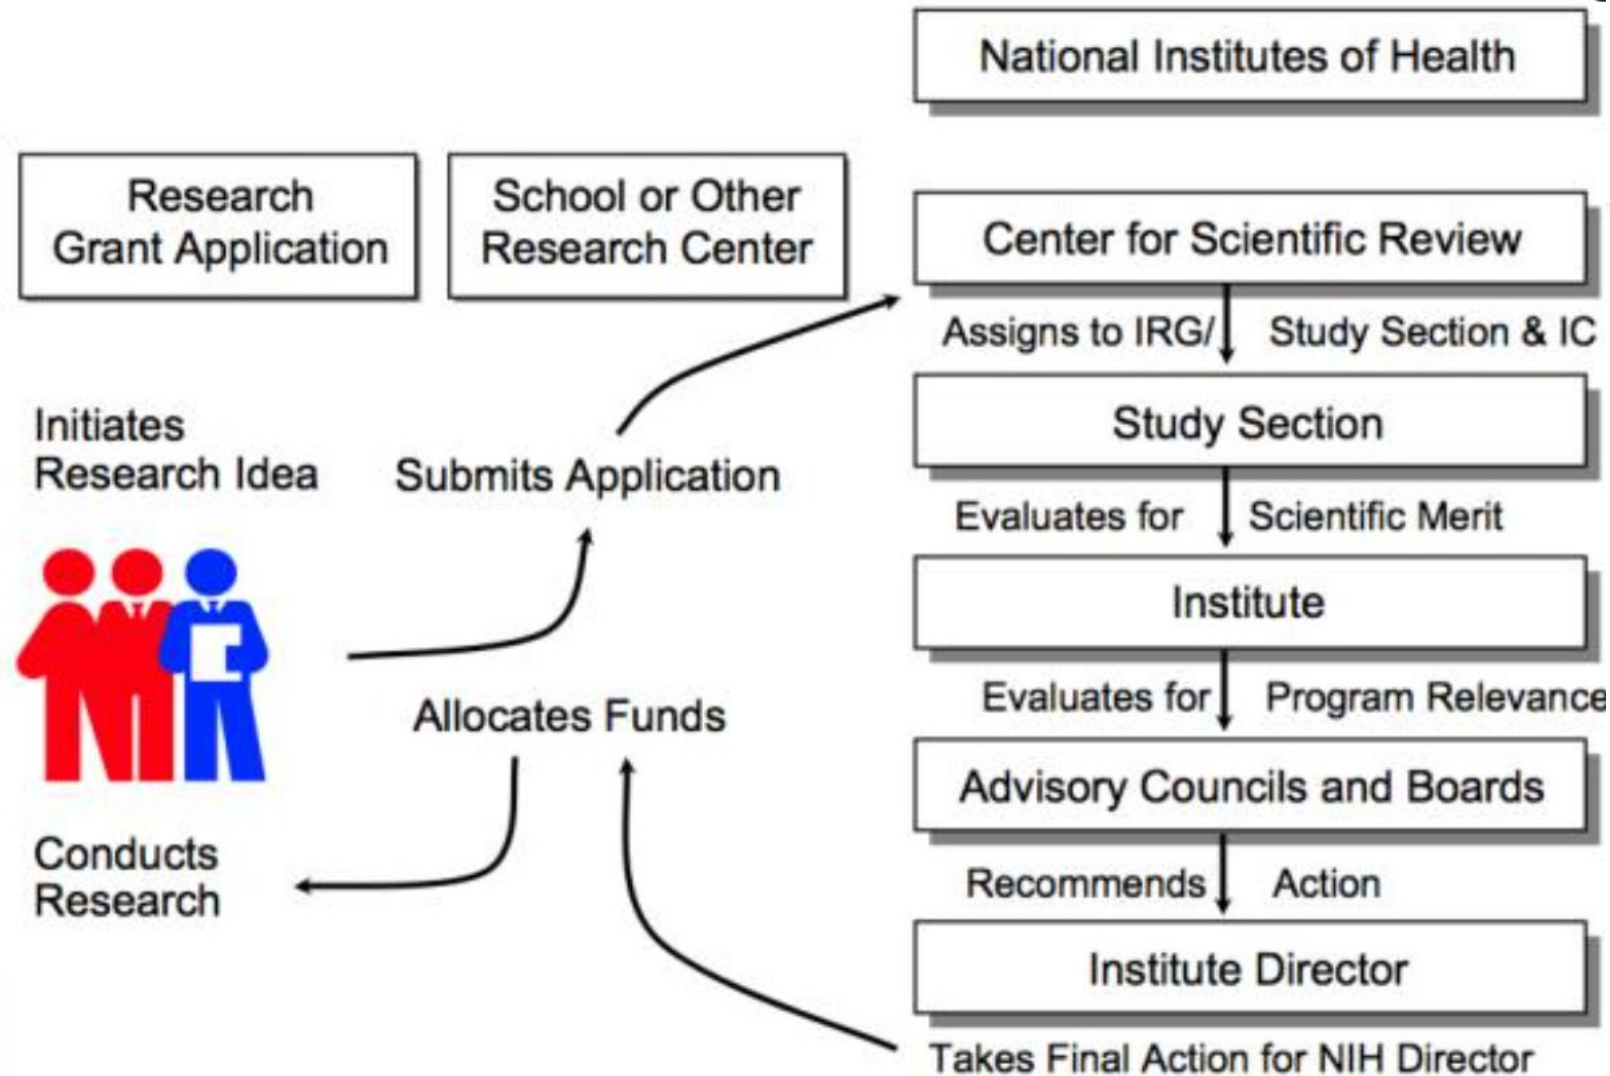 National Institutes of Health
Research
Grant Application
School or Other
Research Center
Center for Scientific Review
Assigns to IRG/ Study Section & IC
Study Section
Initiates
Research Idea
Submits Application
Evaluates for Scientific Merit
Institute
Evaluates for Program Relevance
Allocates Funds
Advisory Councils and Boards
Conducts
Research
Recommends Action
Institute Director
Takes Final Action for NIH Director